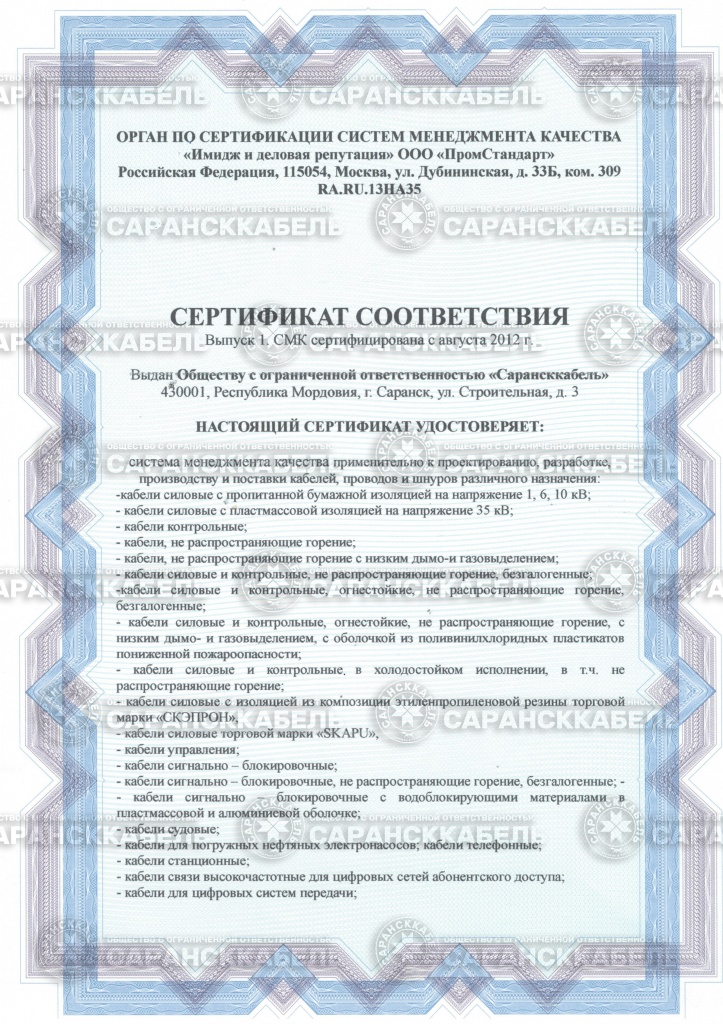 ОРГАН ПО СЕРТИФИКАЦИИ СИСТЕМ МЕНЕДЖМЕНТА КАЧЕСТВА
«Имидж и деловая репутация» ООО «ПромСтандарт»
Российская Федерация, 115054, Москва, ул. Дубининская, д. 33Б, ком. 309
RA.RU.13НА35
ОБЩЕСТВО С ОГРАНИЧЕННОЙ ОТВЕТСТВЕННОСТЬЮ
САРАНСККАБЕЛЬ
СЕРТИФИКАТ СООТВЕТСТВИЯ
Выпуск 1. СМК сертифицирована с августа 2012 г.
Выдан Обществу с ограниченной ответственностью «Сарансккабель»
430001, Республика Мордовия, г. Саранск, ул. Строительная, д. 3
НАСТОЯЩИЙ СЕРТИФИКАТ УДОСТОВЕРЯЕТ:
система менеджмента качества применительно к проектированию, разработке,
производству и поставки кабелей, проводов и шнуров различного назначения:
-кабели силовые с пропитанной бумажной изоляцией на напряжение 1, 6, 10 кВ;
- кабели силовые с пластмассовой изоляцией на напряжение 35 кВ;
- кабели контрольные;
- кабели, не распространяющие горение;
- кабели, не распространяющие горение с низким дымо-и газовыделением;
- кабели силовые и контрольные, не распространяющие горение, безгалогенные;
-кабели силовые и контрольные, огнестойкие, не распространяющие горение,
безгалогенные;
- кабели силовые и контрольные, огнестойкие, не распространяющие горение, с
низким дымо- и газовыделением, с оболочкой из поливинилхлоридных пластикатов
пониженной пожароопасности;
- кабели силовые и контрольные в холодостойком исполнении, в т.ч. не
распространяющие горение;
- кабели силовые с изоляцией из композиции этиленпропиленовой резины торговой
марки «СКЭПРОН»,
- кабели силовые торговой марки «SKAPU»,
- кабели управления;
- кабели сигнально – блокировочные;
- кабели сигнально – блокировочные, не распространяющие горение, безгалогенные; -
- кабели сигнально – блокировочные с водоблокирующими материалами в
пластмассовой и алюминиевой оболочке;
- кабели судовые;
- кабели для погружных нефтяных электронасосов; кабели телефонные;
- кабели станционные;
- кабели связи высокочастотные для цифровых сетей абонентского доступа;
- кабели для цифровых систем передачи;